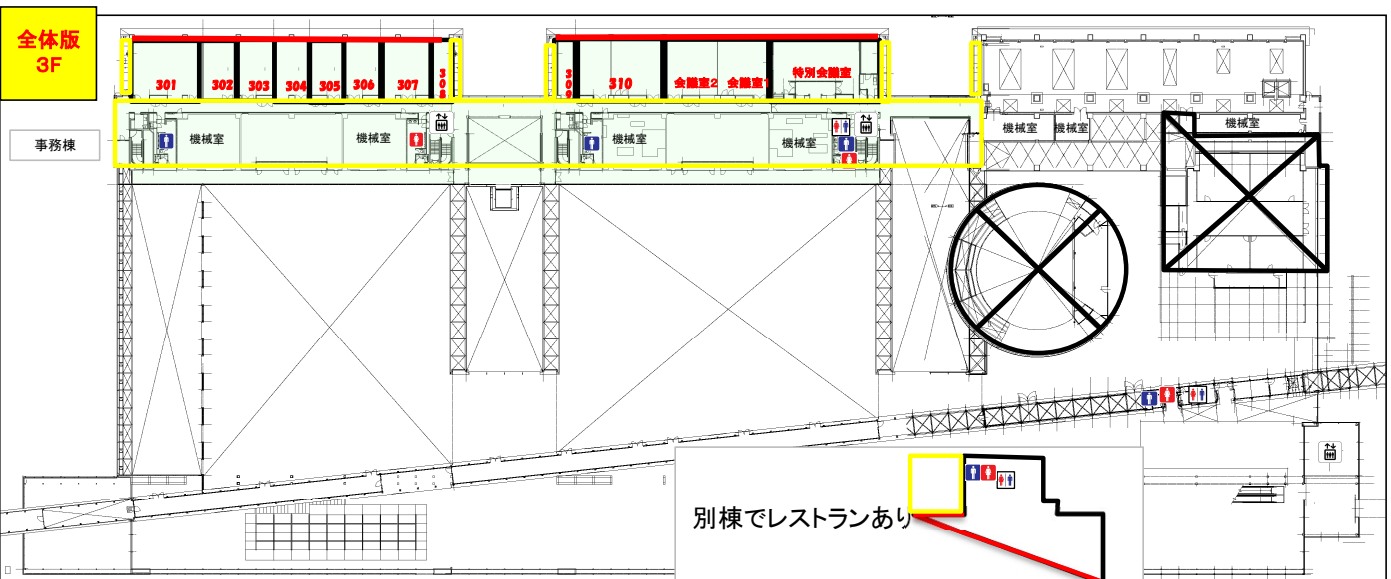 全体版
3F
301
302
303
304
305
306
307
308
309
310
会議室2
会議室1
特別会議室
事務棟
機械室
機械室
機械室
機械室
機械室
機械室
機械室
別棟でレストランあり